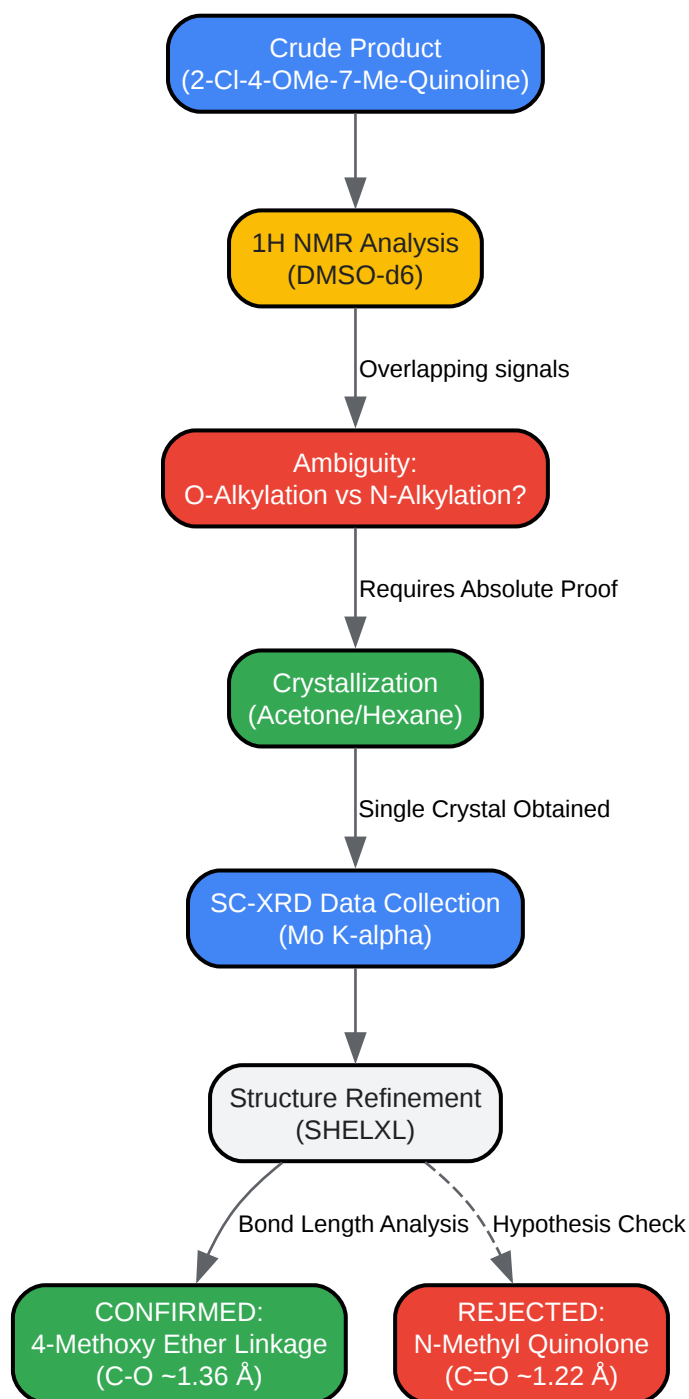 Crude Product
(2-Cl-4-OMe-7-Me-Quinoline)
1H NMR Analysis
(DMSO-d6)
Overlapping signals
Ambiguity:
O-Alkylation vs N-Alkylation?
Requires Absolute Proof
Crystallization
(Acetone/Hexane)
Single Crystal Obtained
SC-XRD Data Collection
(Mo K-alpha)
Structure Refinement
(SHELXL)
Bond Length Analysis
Hypothesis Check
CONFIRMED:
4-Methoxy Ether Linkage
(C-O ~1.36 Å)
REJECTED:
N-Methyl Quinolone
(C=O ~1.22 Å)